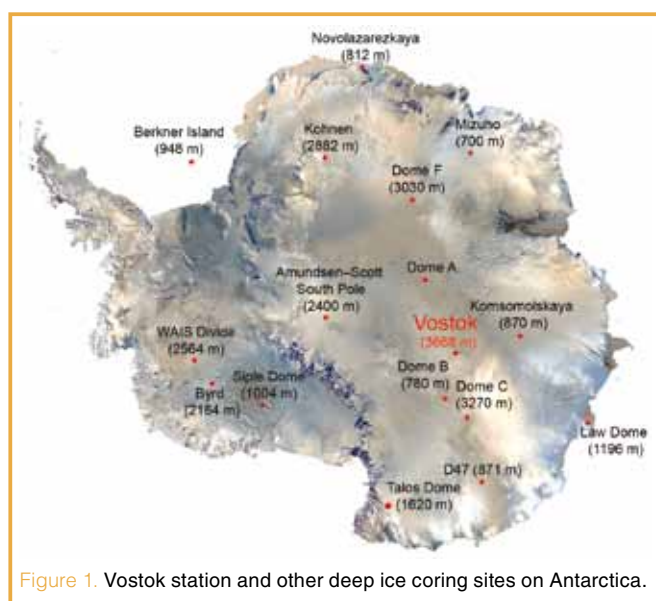 Novolazarezkaya
(812 m)
Berkner Island
(948 m)
Kohnen
(2882 m)
Mizuho
(700 m)
Dome F
(3030 m)
Dome A
Amundsen–Scott
South Pole
(2400 m)
Komsomolskaya
(870 m)
Vostok
(3668 m)
WAIS Divide
(2564 m)
Dome B
(780 m)
Siple Dome
(1004 m)
Byrd
(2164 m)
Dome C
(3270 m)
Law Dome
(1196 m)
D47 (871 m)
Talos Dome
(1620 m)
Figure 1. Vostok station and other deep ice coring sites on Antarctica.